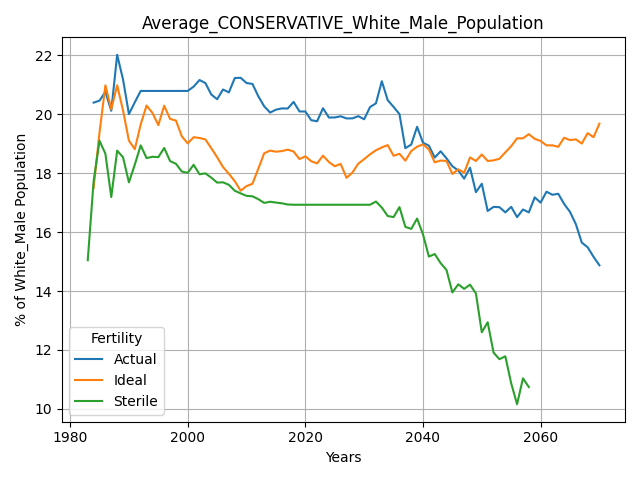 Average_CONSERVATIVE_White_Male_Population
% of White_Male Population
22
20
18
16
14
12
10
Fertility
Actual
Ideal
Sterile
1980
2000
2020
2040
2060
Years